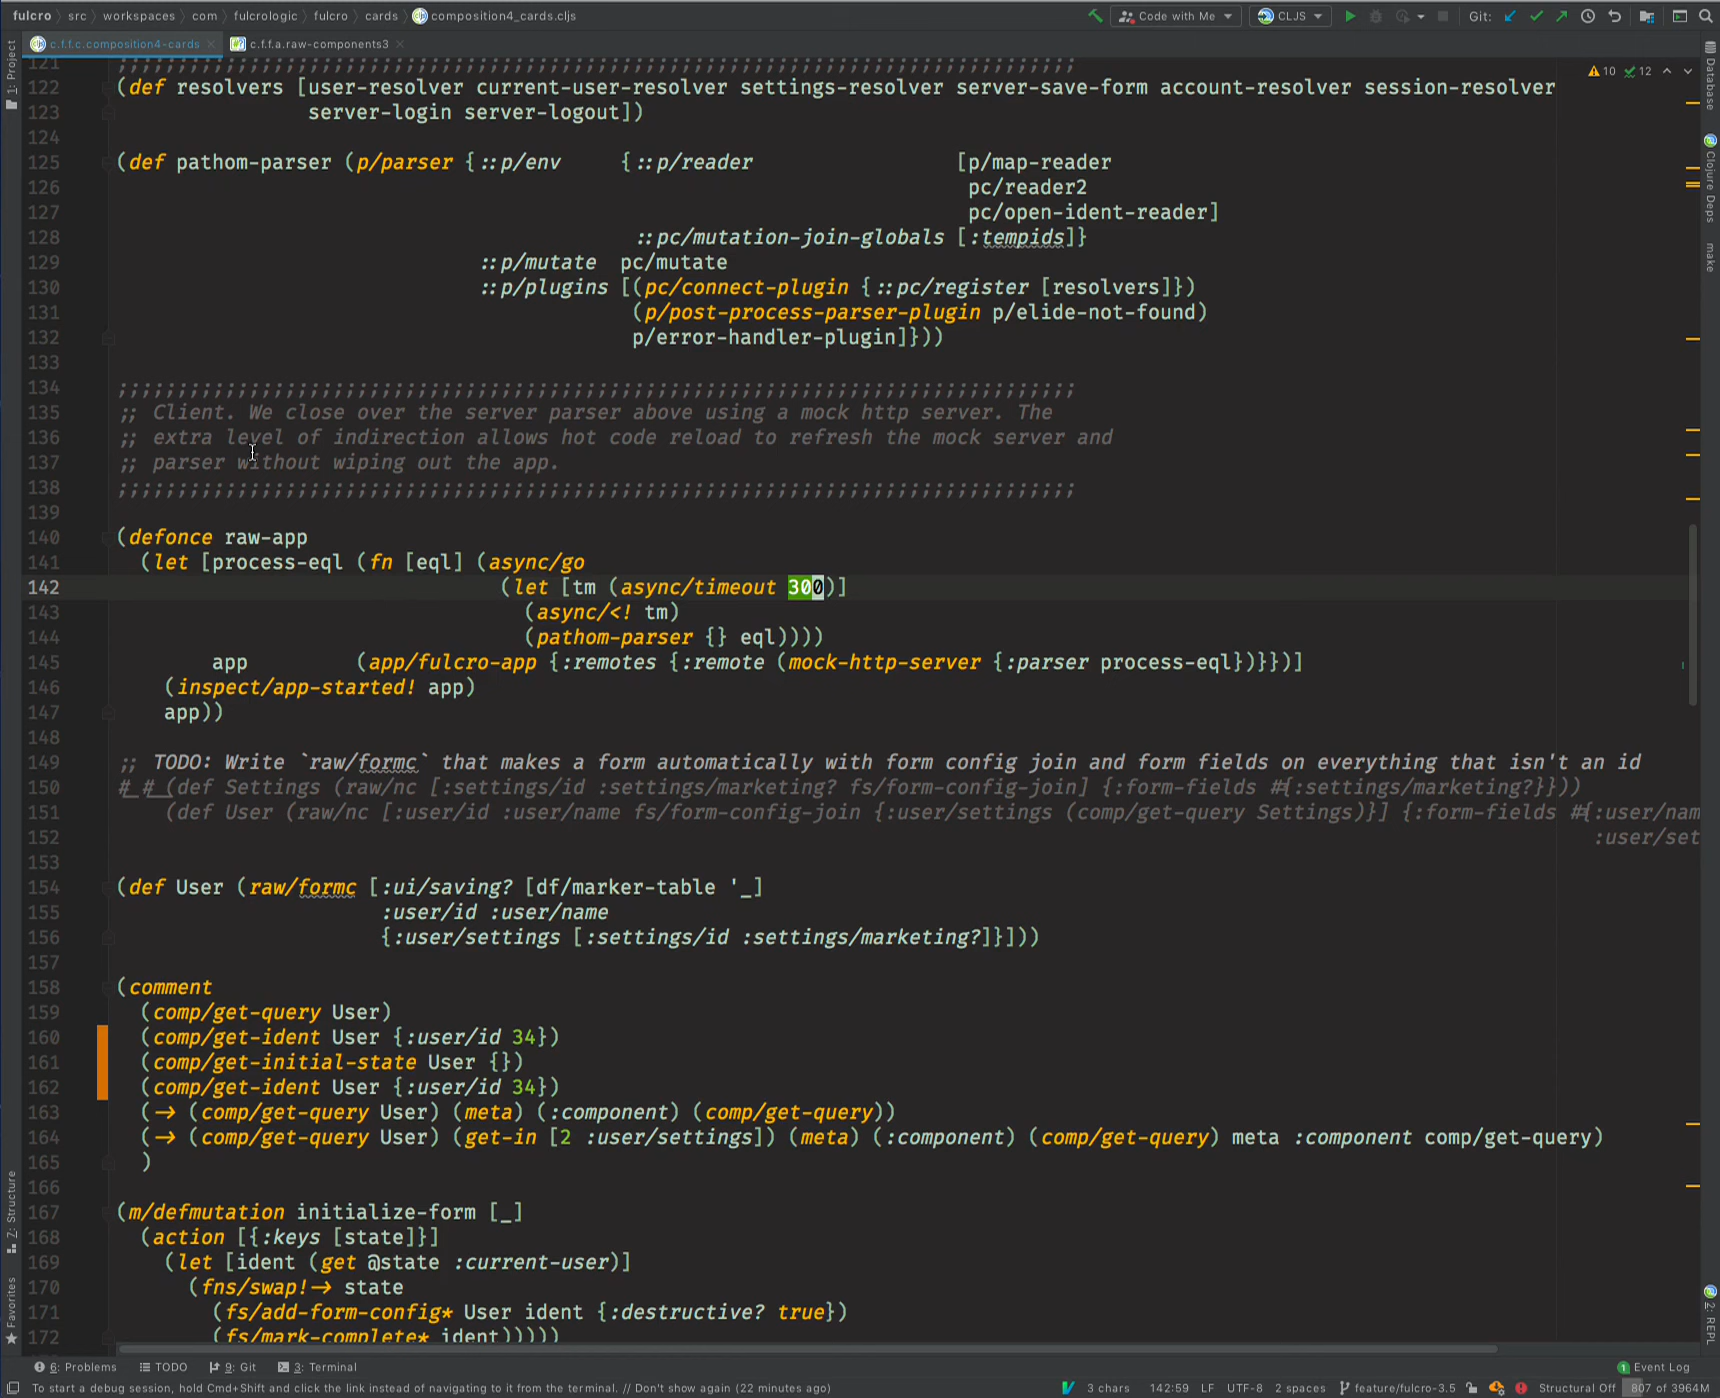 fulcro src workspaces com fulcrologic fulcro cards composition4_cards.cljs Code with Me CLJS Git:
c.f.f.c.composition4-cards c.f.f.a.raw-components3
10 12
1: Project
Database
Clojure Deps
make
121 ;;;;;;;;;;;;;;;;;;;;;;;;;;;;;;;;;;;;;;;;;;;;;;;;;;;;;;;;;;;;;;;;;;;;;;;;;;;;;;;;
122 (def resolvers [user-resolver current-user-resolver settings-resolver server-save-form account-resolver session-resolver
123 server-login server-logout])
124
125 (def pathom-parser (p/parser {::p/env {::p/reader [p/map-reader
126 pc/reader2
127 pc/open-ident-reader]
128 ::pc/mutation-join-globals [:tempids]}
129 ::p/mutate pc/mutate
130 ::p/plugins [(pc/connect-plugin {::pc/register [resolvers]})
131 (p/post-process-parser-plugin p/elide-not-found)
132 p/error-handler-plugin]}))
133
134 ;;;;;;;;;;;;;;;;;;;;;;;;;;;;;;;;;;;;;;;;;;;;;;;;;;;;;;;;;;;;;;;;;;;;;;;;;;;;;;;;
135 ;; Client. We close over the server parser above using a mock http server. The
136 ;; extra level of indirection allows hot code reload to refresh the mock server and
137 ;; parser without wiping out the app.
138 ;;;;;;;;;;;;;;;;;;;;;;;;;;;;;;;;;;;;;;;;;;;;;;;;;;;;;;;;;;;;;;;;;;;;;;;;;;;;;;;;
139
140 (defonce raw-app
141 (let [process-eql (fn [eql] (async/go
142 (let [tm (async/timeout 300)]
143 (async/<! tm)
144 (pathom-parser {} eql))))
145 app (app/fulcro-app {:remotes {:remote (mock-http-server {:parser process-eql})}})]
146 (inspect/app-started! app)
147 app))
148
149 ;; TODO: Write `raw/formc` that makes a form automatically with form config join and form fields on everything that isn't an id
150 #_#_(def Settings (raw/nc [:settings/id :settings/marketing? fs/form-config-join] {:form-fields #{:settings/marketing?}}))
151 (def User (raw/nc [:user/id :user/name fs/form-config-join {:user/settings (comp/get-query Settings)}] {:form-fields #{:user/nam
152 :user/set
153
154 (def User (raw/formc [:ui/saving? [df/marker-table '_]
155 :user/id :user/name
156 {:user/settings [:settings/id :settings/marketing?]}]))
157
158 (comment
159 (comp/get-query User)
160 (comp/get-ident User {:user/id 34})
161 (comp/get-initial-state User {})
162 (comp/get-ident User {:user/id 34})
163 (-> (comp/get-query User) (meta) (:component) (comp/get-query))
164 (-> (comp/get-query User) (get-in [2 :user/settings]) (meta) (:component) (comp/get-query) meta :component comp/get-query)
165 )
166
167 (m/defmutation initialize-form [_]
168 (action [{:keys [state]}]
169 (let [ident (get @state :current-user)]
170 (fns/swap!-> state
171 (fs/add-form-config* User ident {:destructive? true})
172 (fs/mark-complete* ident)))))
Z: Structure
Favorites
2: REPL
6: Problems TODO 9: Git 3: Terminal 1 Event Log
To start a debug session, hold Cmd+Shift and click the link instead of navigating to it from the terminal. // Don't show again (22 minutes ago) 3 chars 142:59 LF UTF-8 2 spaces feature/fulcro-3.5 Structural Off 807 of 3964M